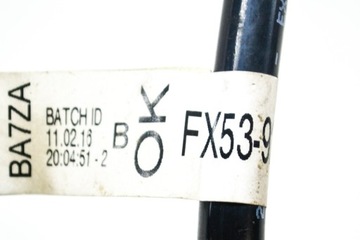 BA7ZA
BATCH ID
11.02.16
20:04:51-2
B
OK
FX53-9